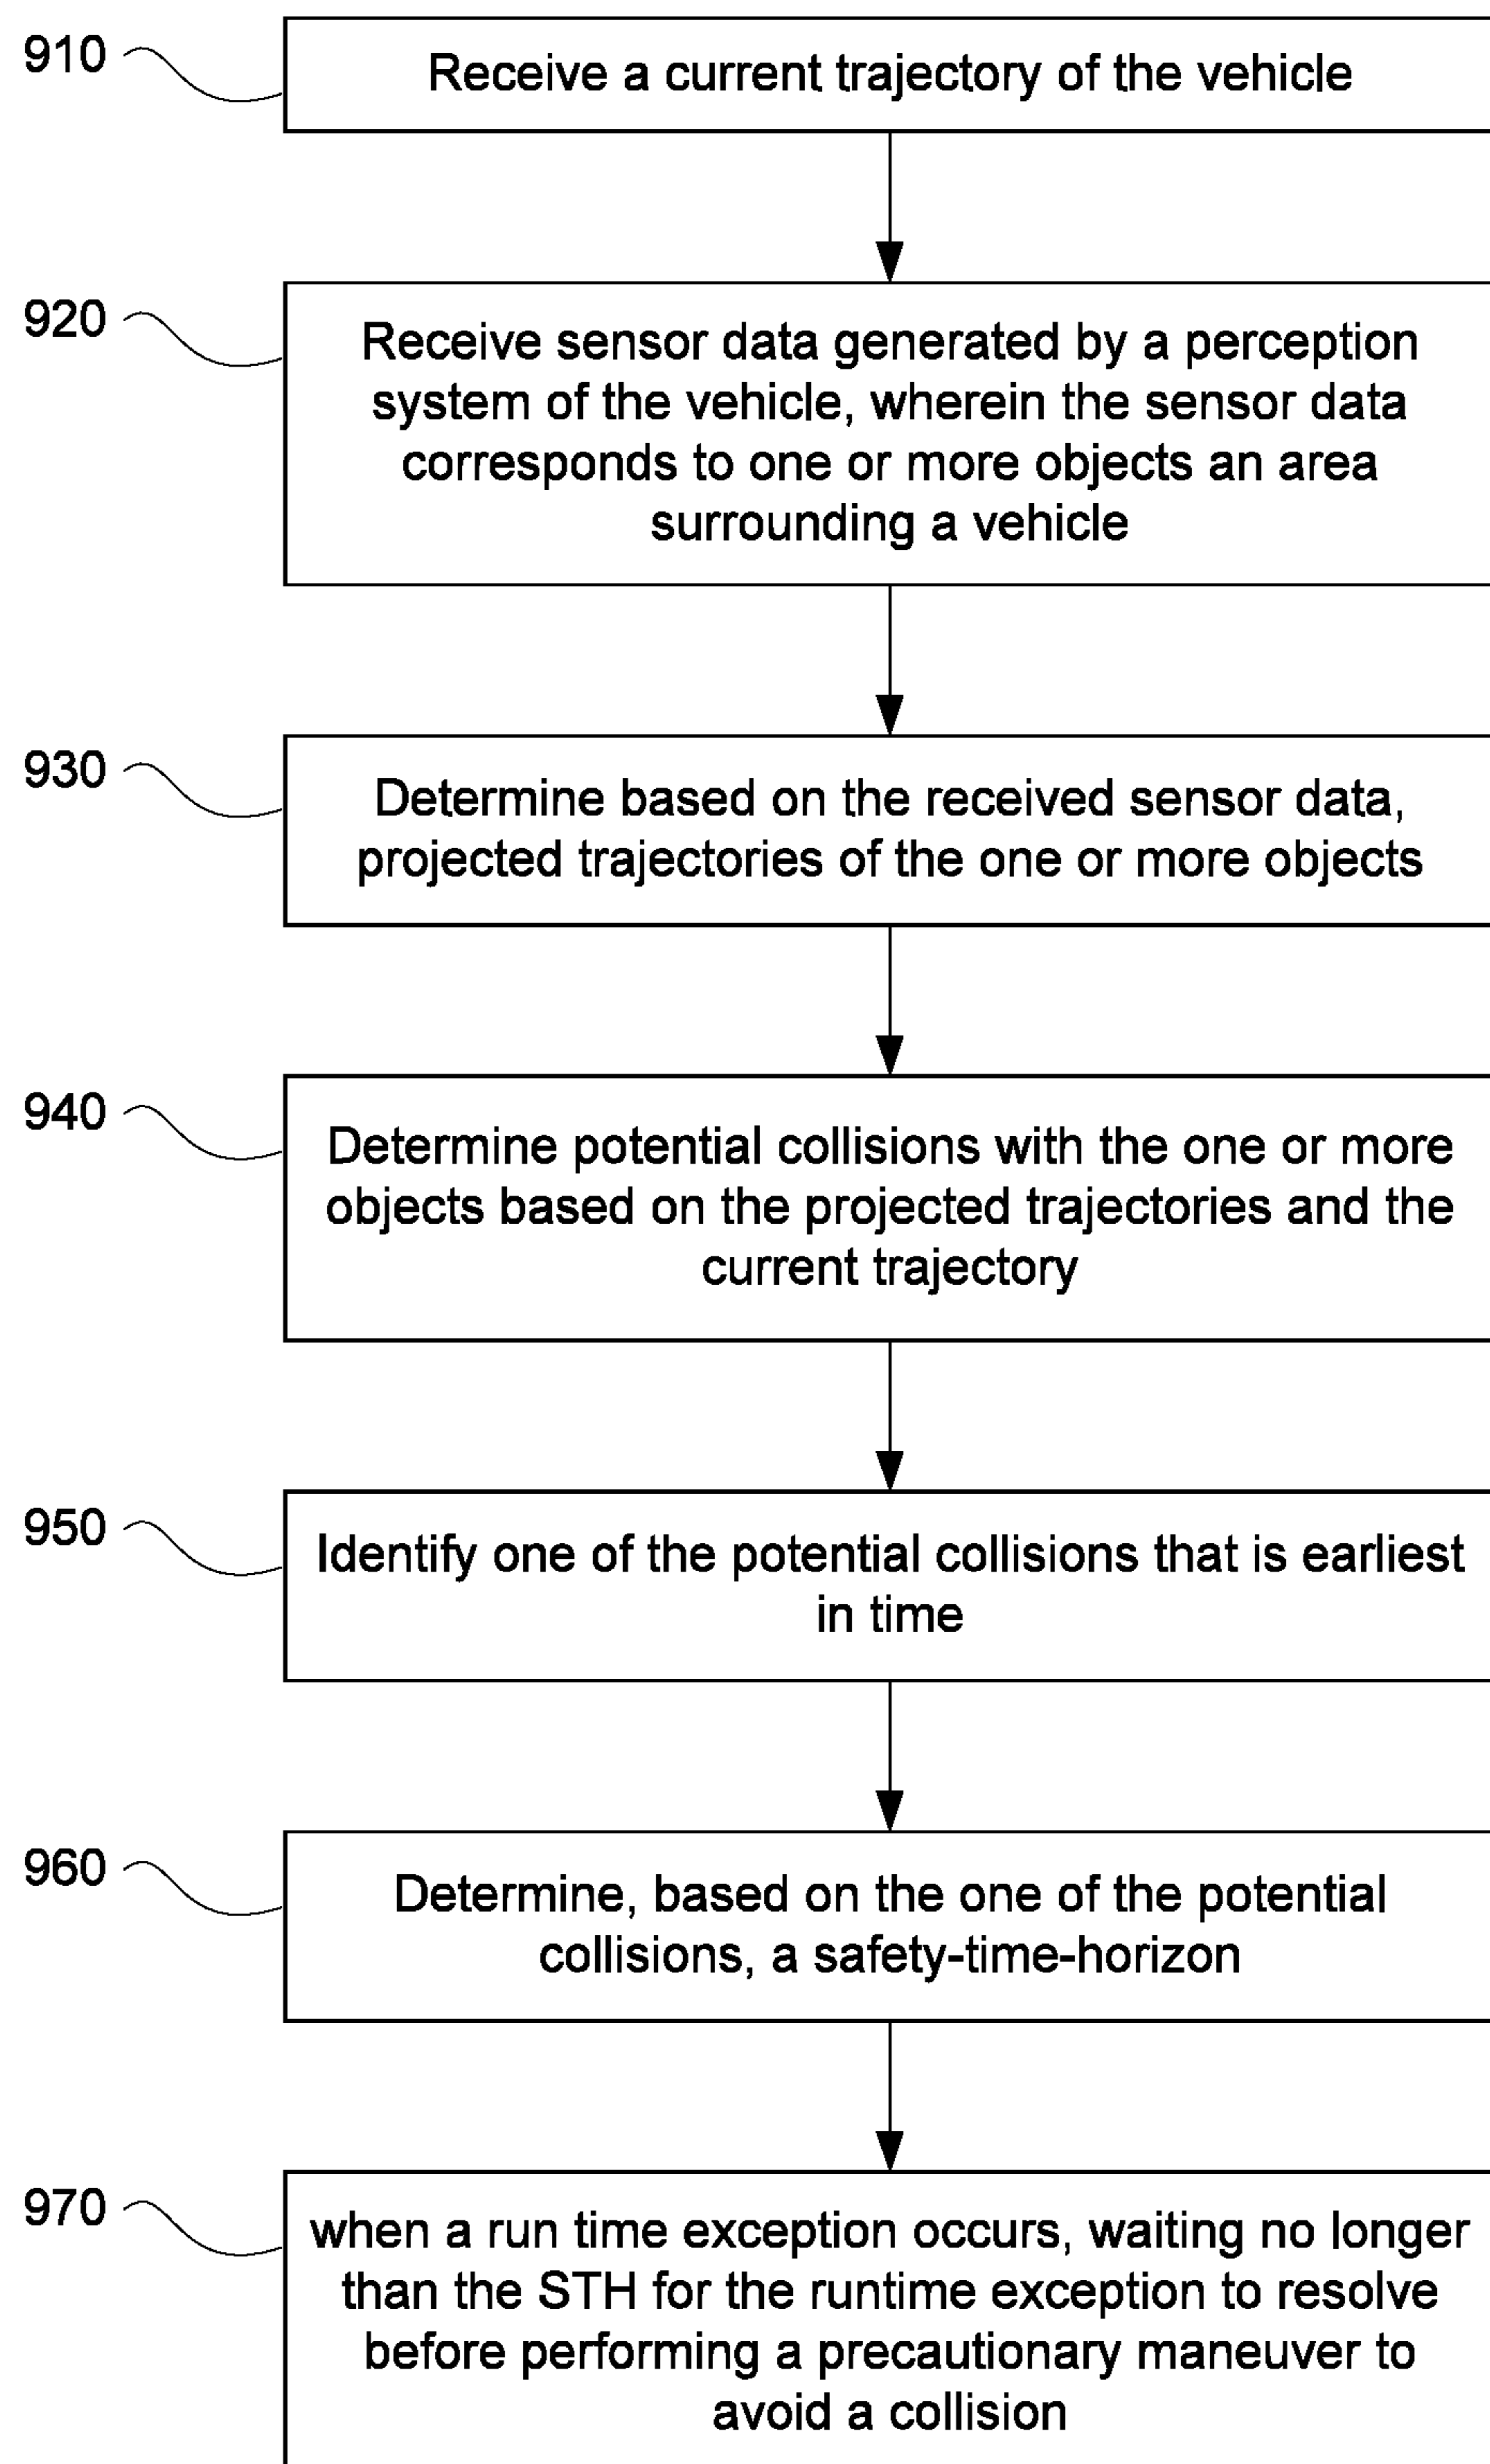 910
Receive a current trajectory of the vehicle
920
Receive sensor data generated by a perception
system of the vehicle, wherein the sensor data
corresponds to one or more objects an area
surrounding a vehicle
930
Determine based on the received sensor data,
projected trajectories of the one or more objects
940
Determine potential collisions with the one or more
objects based on the projected trajectories and the
current trajectory
950
Identify one of the potential collisions that is earliest
in time
960
Determine, based on the one of the potential
collisions, a safety-time-horizon
970
when a run time exception occurs, waiting no longer
than the STH for the runtime exception to resolve
before performing a precautionary maneuver to
avoid a collision